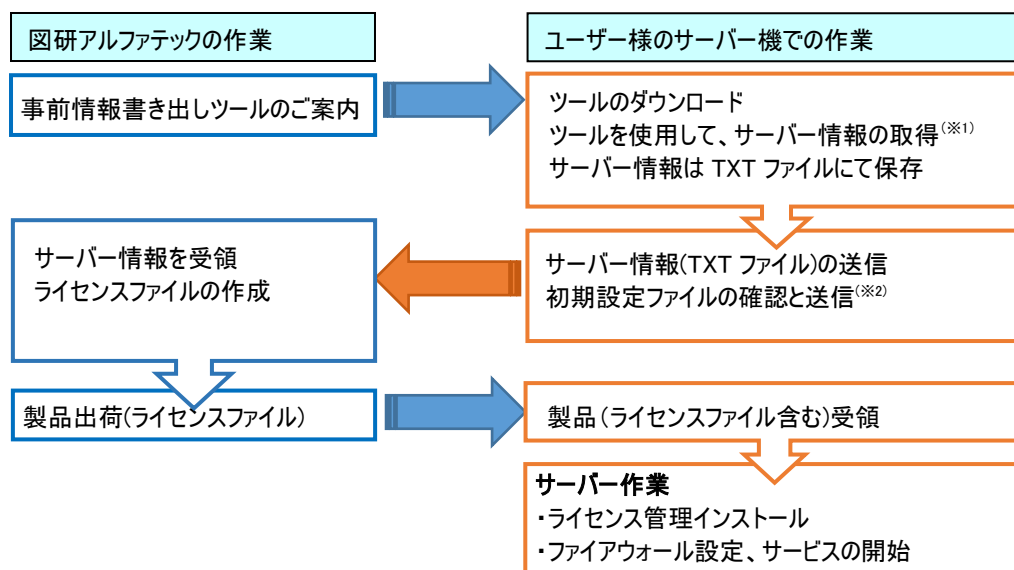 図研アルファテックの作業
ユーザー様のサーバー機での作業
事前情報書き出しツールのご案内
ツールのダウンロード
ツールを使用して、サーバー情報の取得(※1)
サーバー情報は TXT ファイルにて保存
サーバー情報(TXT ファイル)の送信
初期設定ファイルの確認と送信(※2)
サーバー情報を受領
ライセンスファイルの作成
製品出荷(ライセンスファイル)
製品(ライセンスファイル含む)受領
サーバー作業
・ライセンス管理インストール
・ファイアウォール設定、サービスの開始